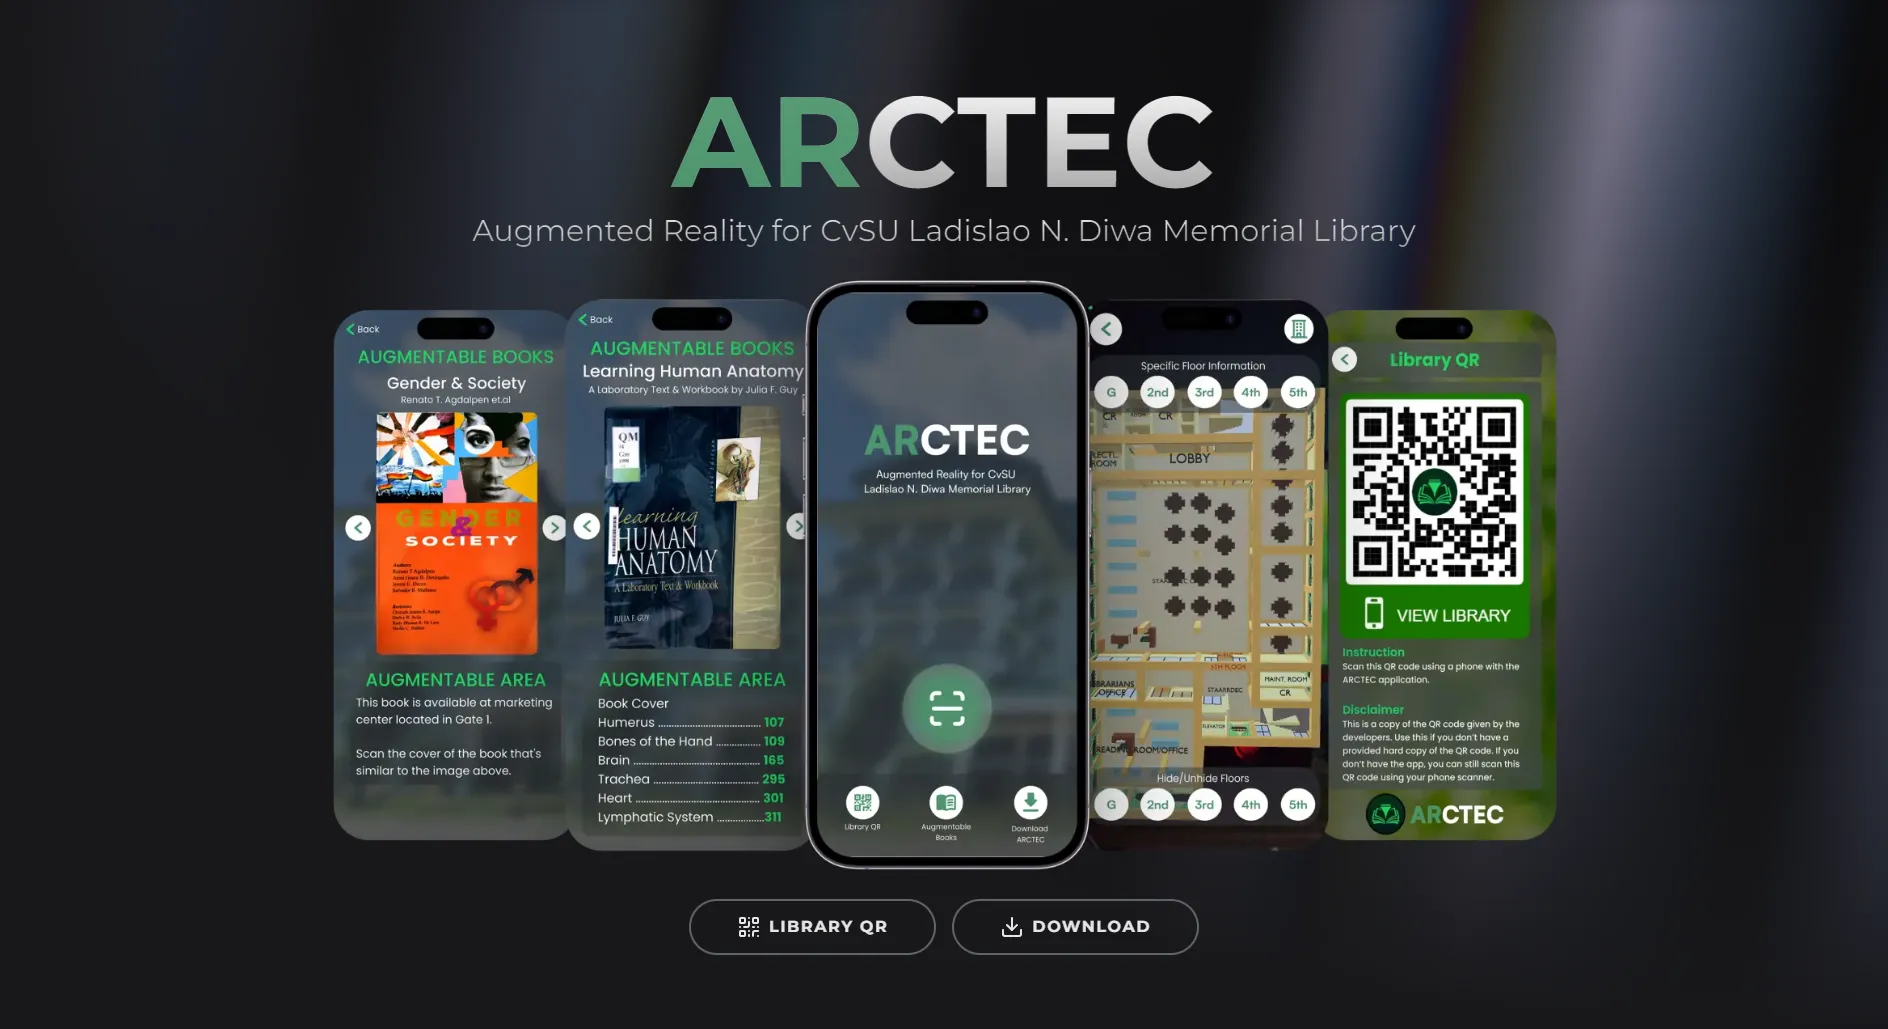 ARCTEC
Augmented Reality for CvSU Ladislao N. Diwa Memorial Library
Back
AUGMENTABLE BOOKS
Gender & Society
Renato T. Agdalpen et.al
GENDER
&
SOCIETY
AUGMENTABLE AREA
This book is available at marketing
center located in Gate 1.
Scan the cover of the book that's
similar to the image above.
Back
AUGMENTABLE BOOKS
Learning Human Anatomy
A Laboratory Text & Workbook by Julia F. Guy
QM
learning
HUMAN
ANATOMY
A Laboratory Text & Workbook
JULIA F. GUY
ANATOMY
AUGMENTABLE AREA
Book Cover
Humerus ................................ 107
Bones of the Hand .............. 109
Brain ........................................ 165
Trachea .................................. 295
Heart ....................................... 301
Lymphatic System ...............311
ARCTEC
Augmented Reality for CvSU
Ladislao N. Diwa Memorial Library
Library QR
Augmentable
Books
Download
ARCTEC
Specific Floor Information
G 2nd 3rd 4th 5th
CR
CR
ROOM
LOBBY
5TH FLOOR
OFFICE
STAARRDEC
MAINT. ROOM
CR
ELEVATOR
READING ROOM/OFFICE
Hide/Unhide Floors
G 2nd 3rd 4th 5th
Library QR
VIEW LIBRARY
Instruction
Scan this QR code using a phone with the
ARCTEC application.
Disclaimer
This is a copy of the QR code given by the
developers. Use this if you don't have a
provided hard copy of the QR code. If you
don't have the app, you can still scan this
QR code using your phone scanner.
ARCTEC
LIBRARY QR
DOWNLOAD